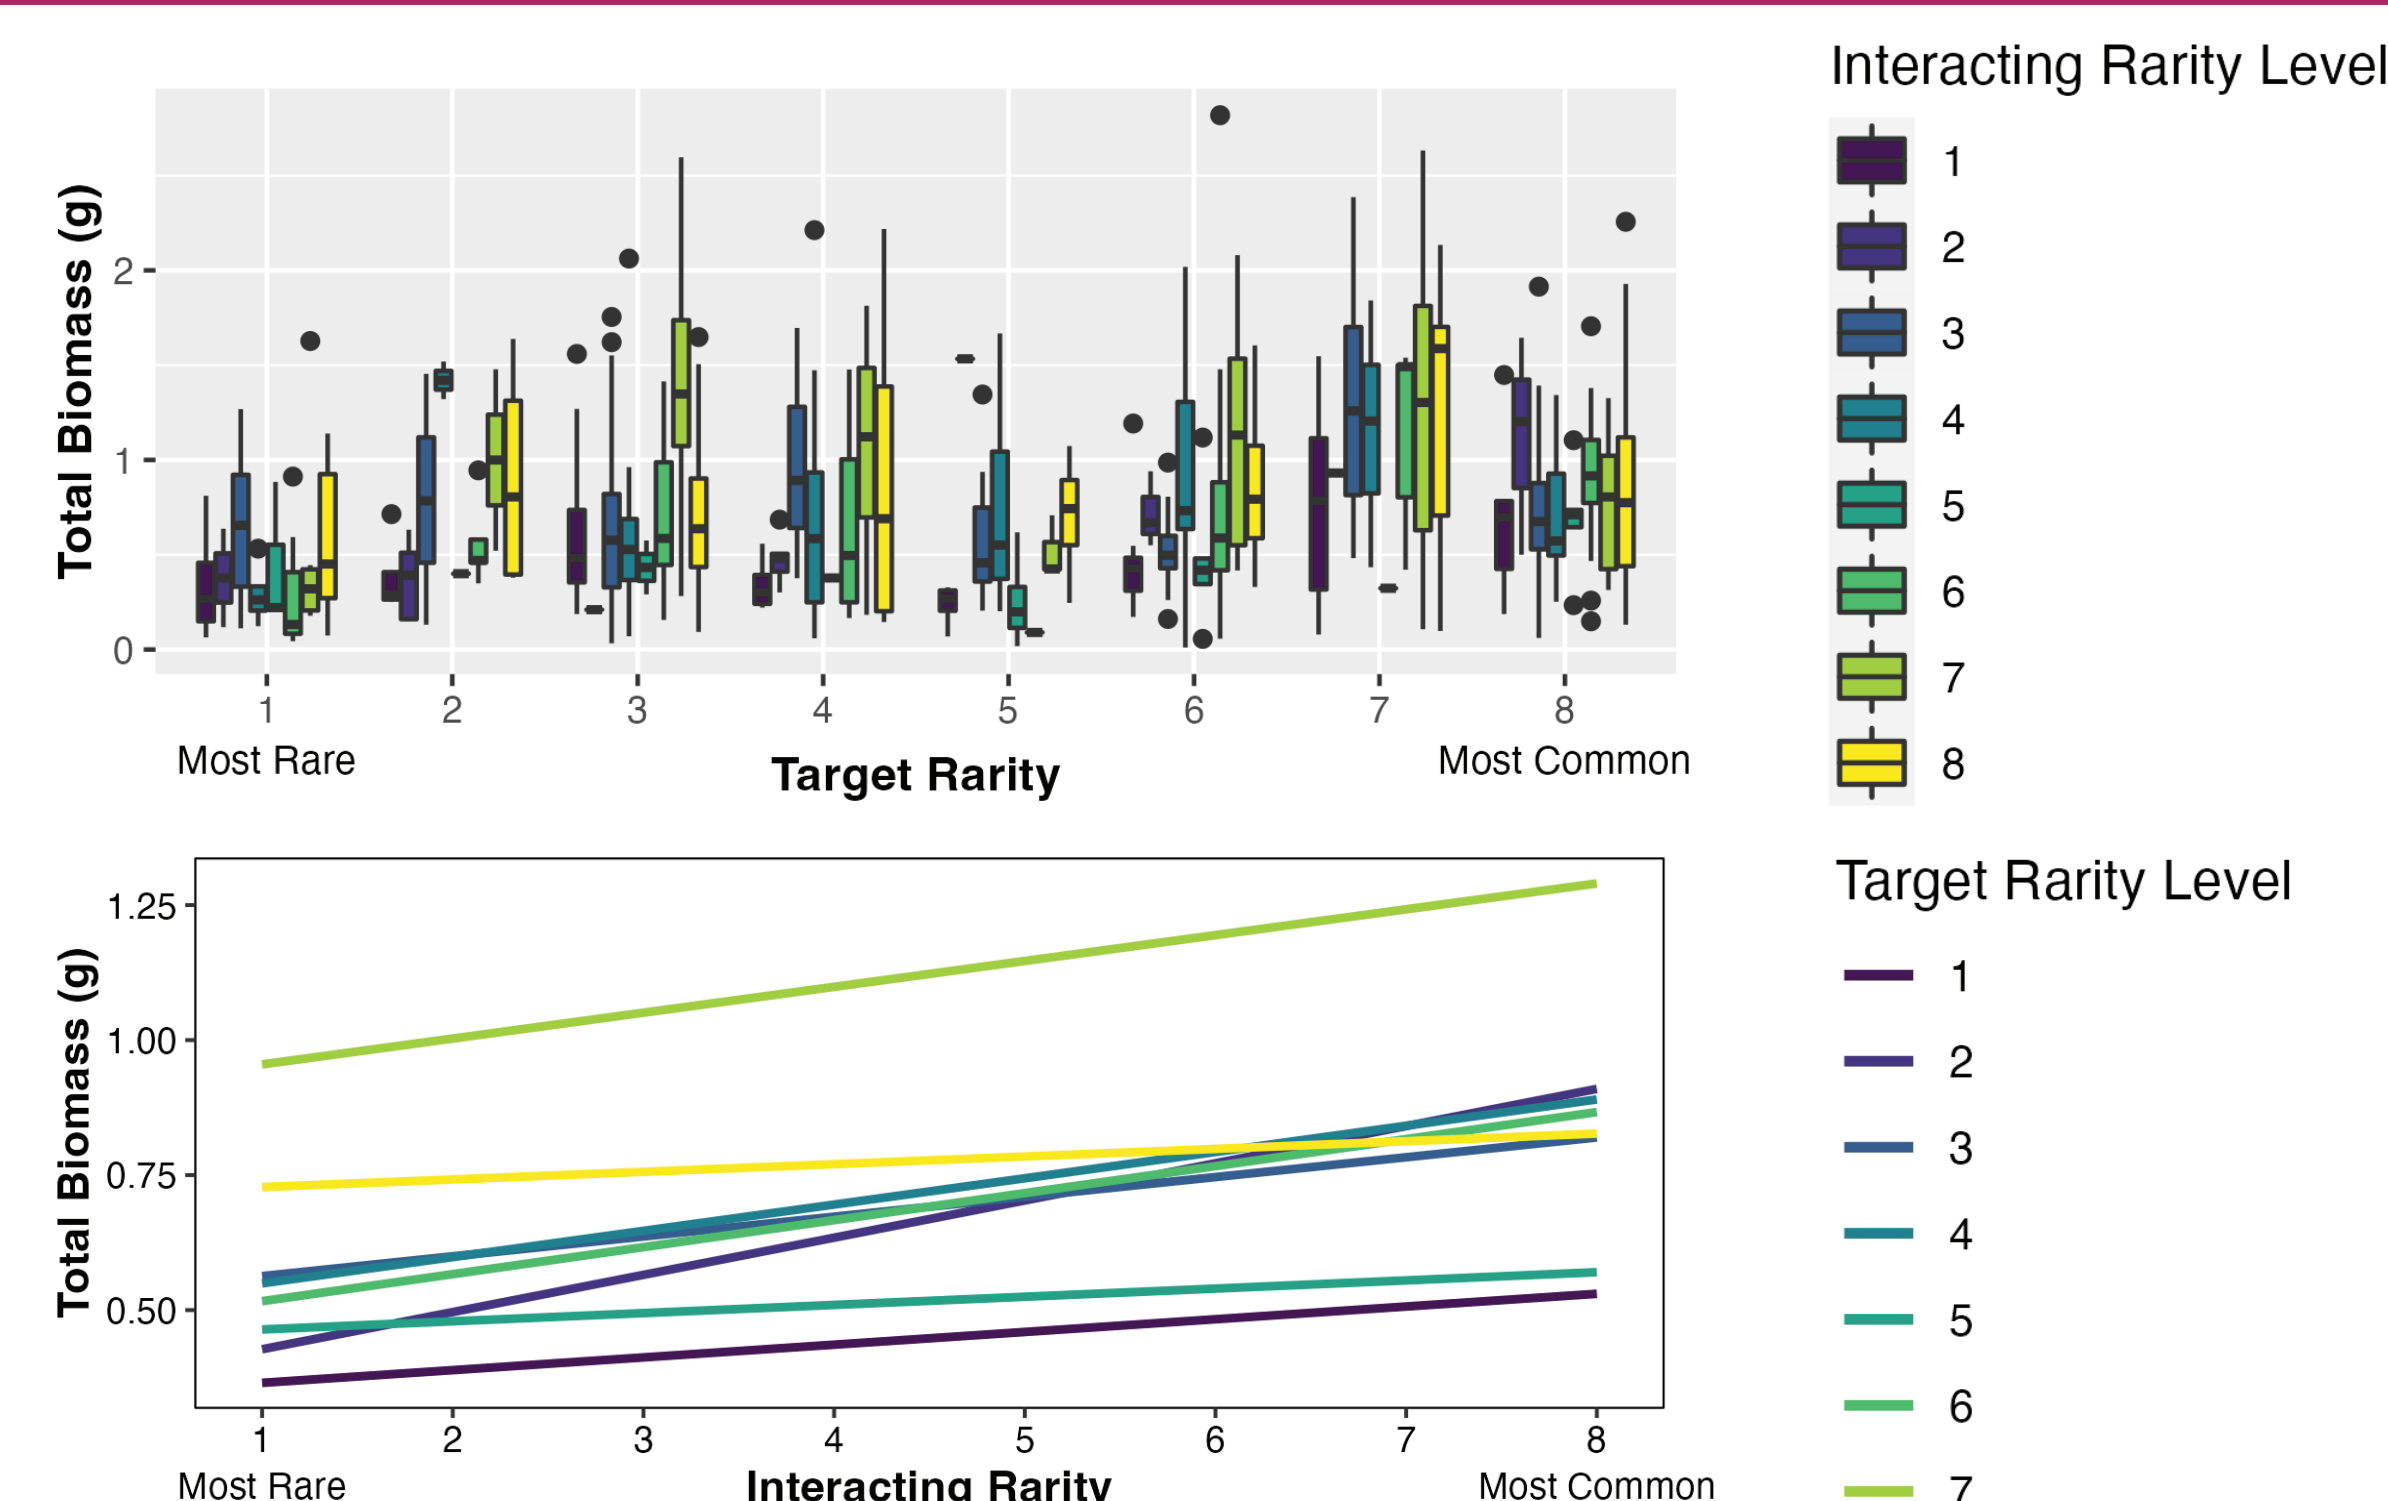 Interacting Rarity Level
1
2
3
4
5
6
7
8
Total Biomass (g)
2
1
0
1 2 3 4 5 6 7 8
Most Rare Target Rarity Most Common
Target Rarity Level
1
2
3
4
5
6
7
Total Biomass (g)
1.25
1.00
0.75
0.50
1 2 3 4 5 6 7 8
Most Rare Interacting Rarity Most Common